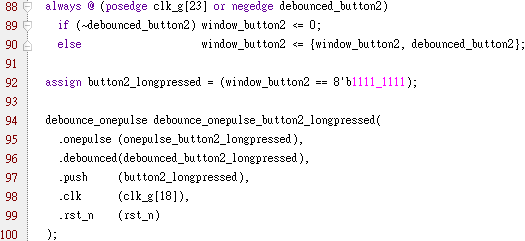 88 always @ (posedge clk_g[23] or negedge debounced_button2)
89 if (~debounced_button2) window_button2 <= 0;
90 else window_button2 <= {window_button2, debounced_button2};
91
92 assign button2_longpressed = (window_button2 == 8'b1111_1111);
93
94 debounce_onepulse debounce_onepulse_button2_longpressed(
95 .onepulse (onepulse_button2_longpressed),
96 .debounced(debounced_button2_longpressed),
97 .push (button2_longpressed),
98 .clk (clk_g[18]),
99 .rst_n (rst_n)
100 );